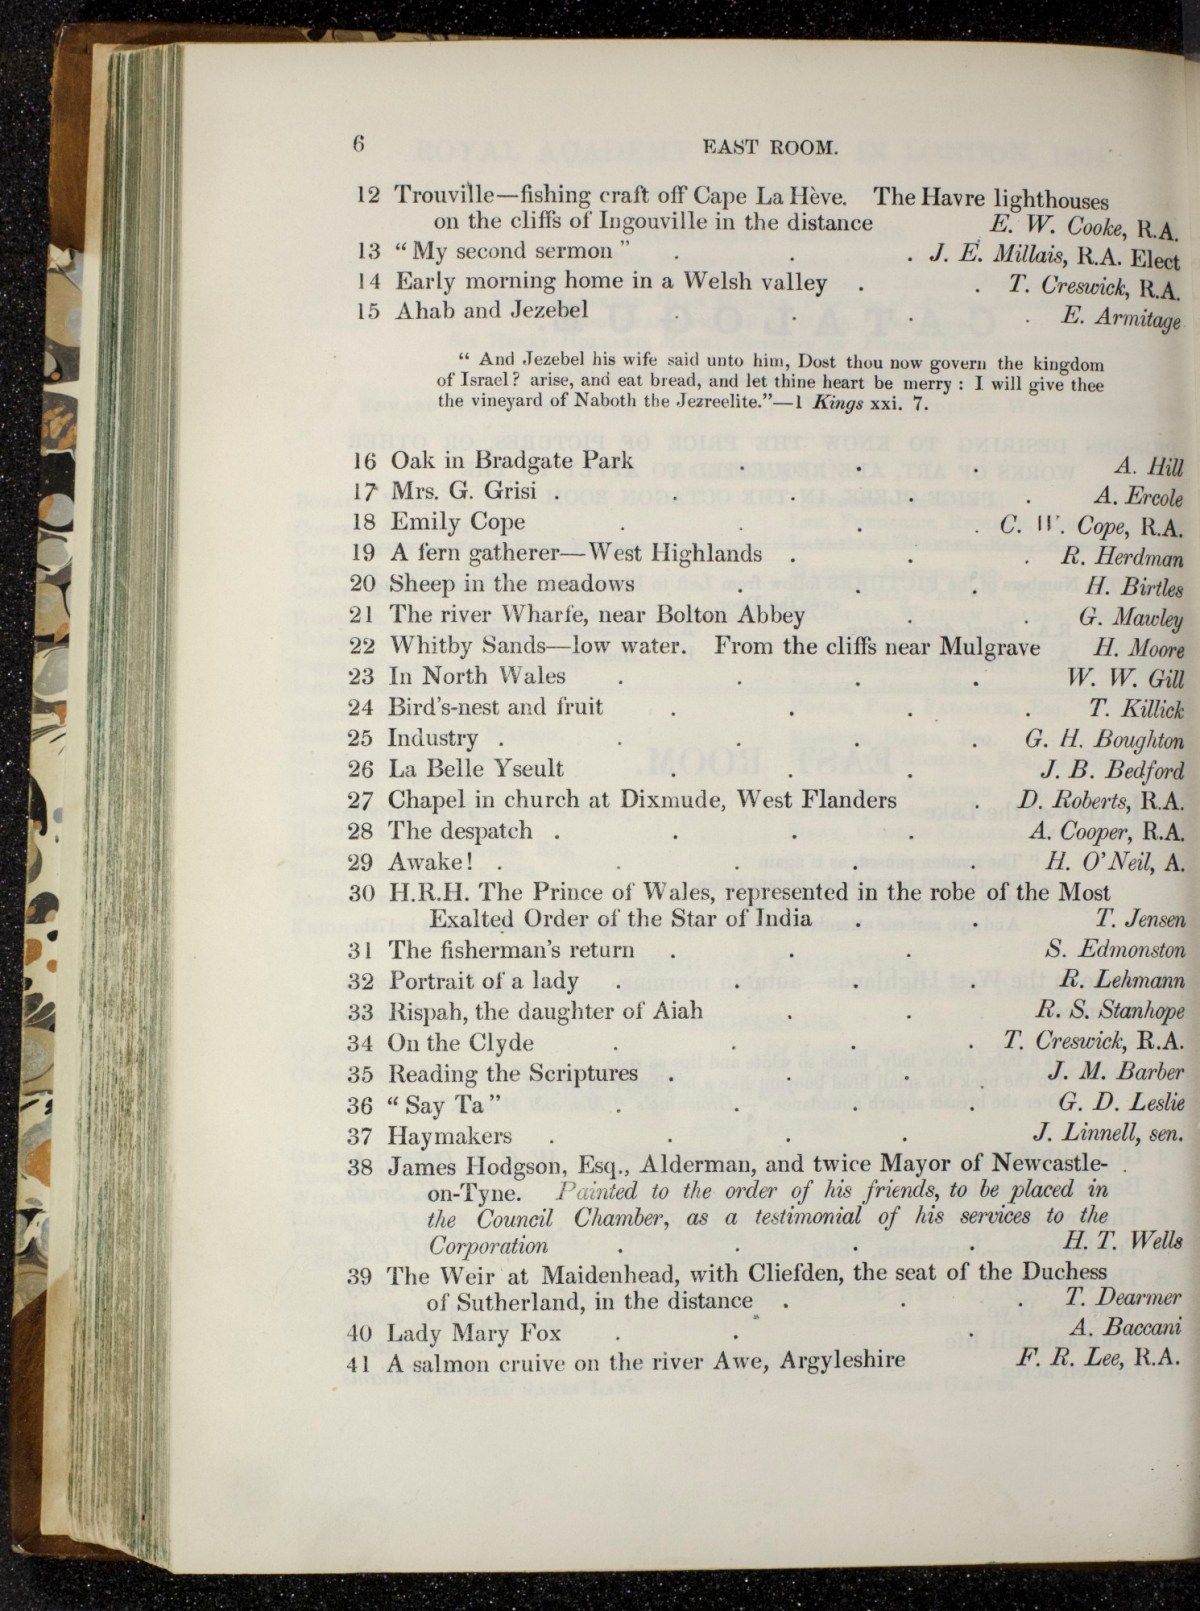 6 EAST ROOM.
12 Trouville—fishing craft off Cape La Hève. The Havre lighthouses
on the cliffs of Ingouville in the distance E. W. Cooke, R.A.
13 “My second sermon” . . . J. E. Millais, R.A. Elect
14 Early morning home in a Welsh valley . . T. Creswick, R.A.
15 Ahab and Jezebel . . . . E. Armitage
“ And Jezebel his wife said unto him, Dost thou now govern the kingdom
of Israel? arise, and eat bread, and let thine heart be merry : I will give thee
the vineyard of Naboth the Jezreelite.”—1 Kings xxi. 7.
16 Oak in Bradgate Park . . . A. Hill
17 Mrs. G. Grisi . . . . . A. Ercole
18 Emily Cope . . . . C. W. Cope, R.A.
19 A fern gatherer—West Highlands . . . R. Herdman
20 Sheep in the meadows . . . H. Birtles
21 The river Wharfe, near Bolton Abbey . . G. Mawley
22 Whitby Sands—low water. From the cliffs near Mulgrave H. Moore
23 In North Wales . . . . W. W. Gill
24 Bird's-nest and fruit . . . . T. Killick
25 Industry . . . . . G. H. Boughton
26 La Belle Yseult . . . J. B. Bedford
27 Chapel in church at Dixmude, West Flanders . D. Roberts, R.A.
28 The despatch . . . . A. Cooper, R.A.
29 Awake! . . . . . H. O'Neil, A.
30 H.R.H. The Prince of Wales, represented in the robe of the Most
Exalted Order of the Star of India . . T. Jensen
31 The fisherman's return . . . S. Edmonston
32 Portrait of a lady . . . . R. Lehmann
33 Rispah, the daughter of Aiah . . R. S. Stanhope
34 On the Clyde . . . . T. Creswick, R.A.
35 Reading the Scriptures . . . J. M. Barber
36 “Say Ta” . . . . G. D. Leslie
37 Haymakers . . . . J. Linnell, sen.
38 James Hodgson, Esq., Alderman, and twice Mayor of Newcastle-
on-Tyne. Painted to the order of his friends, to be placed in
the Council Chamber, as a testimonial of his services to the
Corporation . . . . H. T. Wells
39 The Weir at Maidenhead, with Cliefden, the seat of the Duchess
of Sutherland, in the distance . . . T. Dearmer
40 Lady Mary Fox . . . A. Baccani
41 A salmon cruive on the river Awe, Argyleshire F. R. Lee, R.A.